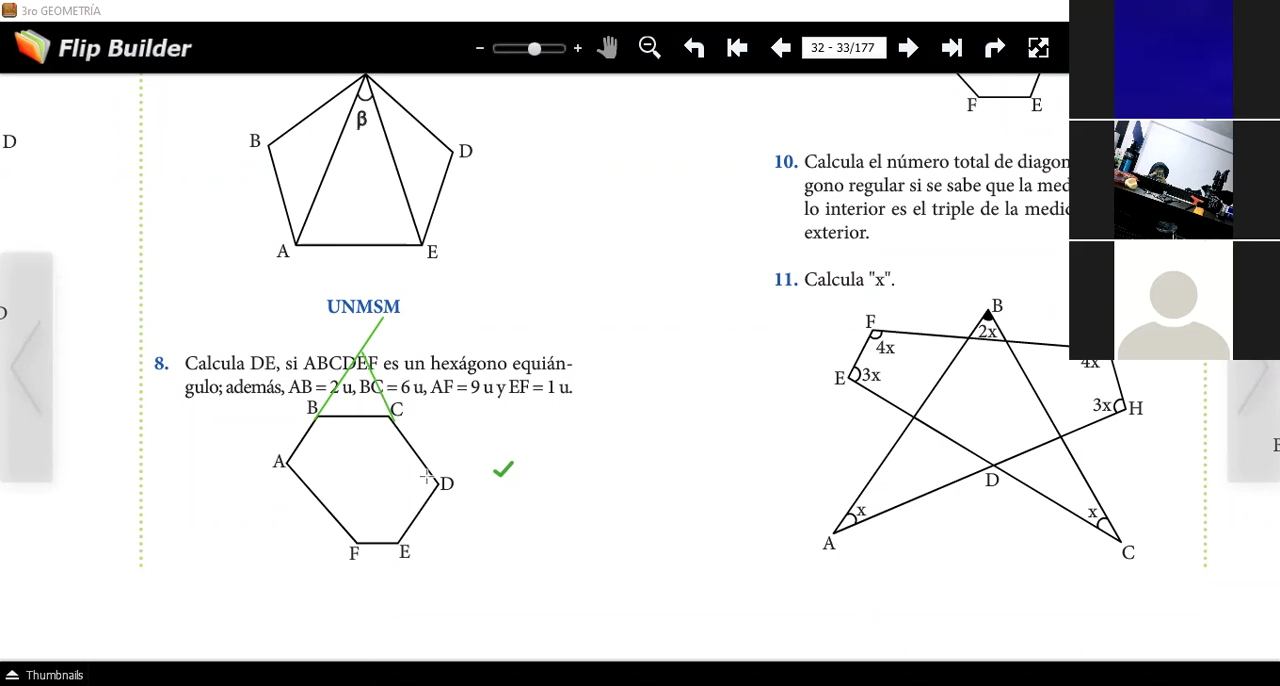 3ro GEOMETRÍA
Flip Builder
− + 32 - 33/177
D
B
β
D
A
E
UNMSM
8. Calcula DE, si ABCDEF es un hexágono equián-
gulo; además, AB = 2 u, BC = 6 u, AF = 9 u y EF = 1 u.
B
C
A
D
F
E
D
F
E
10. Calcula el número total de diagon
gono regular si se sabe que la med
lo interior es el triple de la medi
exterior.
11. Calcula "x".
B
F
2x
4x
4x
E
3x
3x
H
D
x
x
A
C
E
Thumbnails